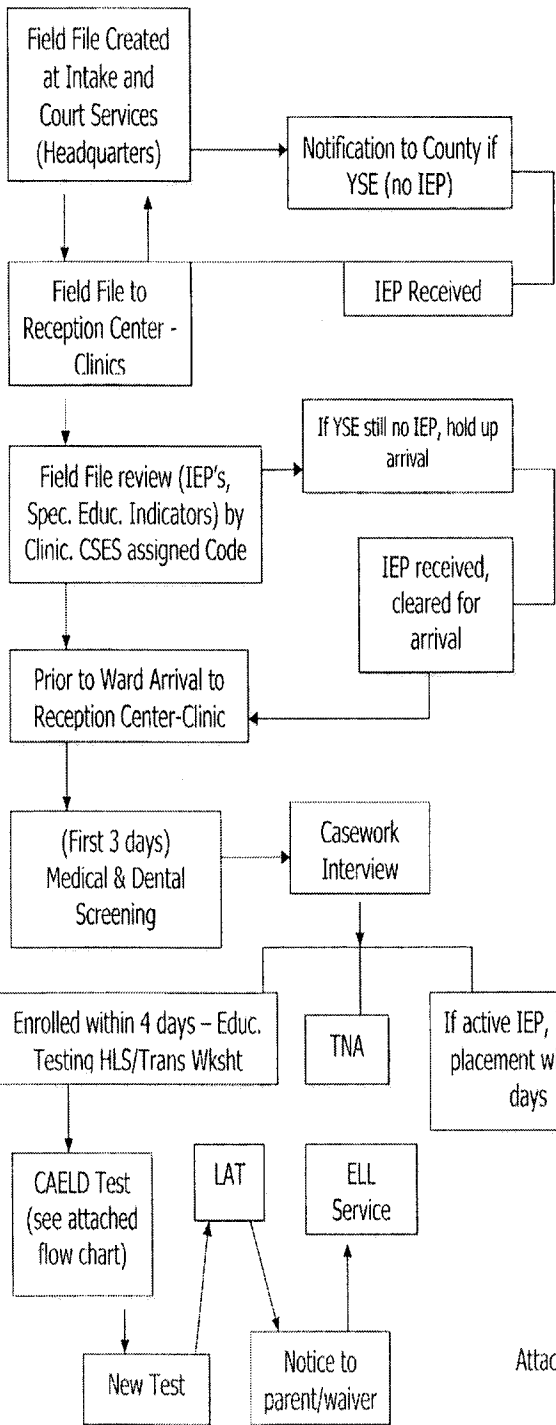 Field File Created
at Intake and
Court Services
(Headquarters)
Notification to County if
YSE (no IEP)
Field File to
Reception Center -
Clinics
IEP Received
If YSE still no IEP, hold up
arrival
Field File review (IEP's,
Spec. Educ. Indicators) by
Clinic. CSES assigned Code
IEP received,
cleared for
arrival
Prior to Ward Arrival to
Reception Center-Clinic
(First 3 days)
Medical & Dental
Screening
Casework
Interview
Enrolled within 4 days – Educ.
Testing HLS/Trans Wksht
TNA
If active IEP,
placement
days
CAELD Test
(see attached
flow chart)
LAT
ELL
Service
New Test
Notice to
parent/waiver